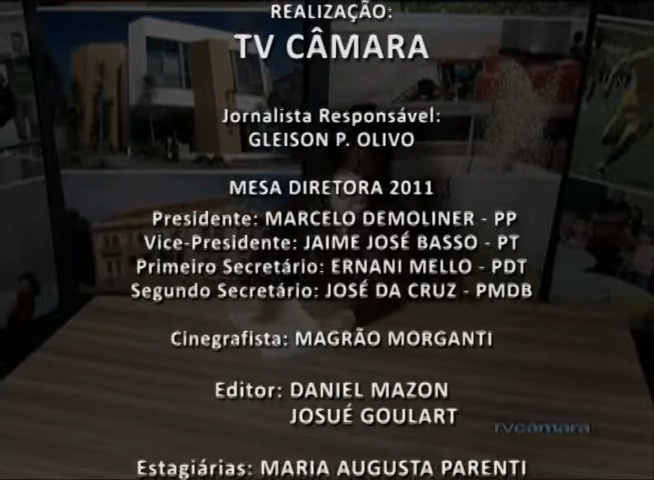 REALIZAÇÃO:
TV CÂMARA
Jornalista Responsável:
GLEISON P. OLIVO
MESA DIRETORA 2011
Presidente: MARCELO DEMOLINER - PP
Vice-Presidente: JAIME JOSÉ BASSO - PT
Primeiro Secretário: ERNANI MELLO - PDT
Segundo Secretário: JOSÉ DA CRUZ - PMDB
Cinegrafista: MAGRÃO MORGANTI
Editor: DANIEL MAZON
JOSUÉ GOULART
TVCâmara
Estagiárias: MARIA AUGUSTA PARENTI